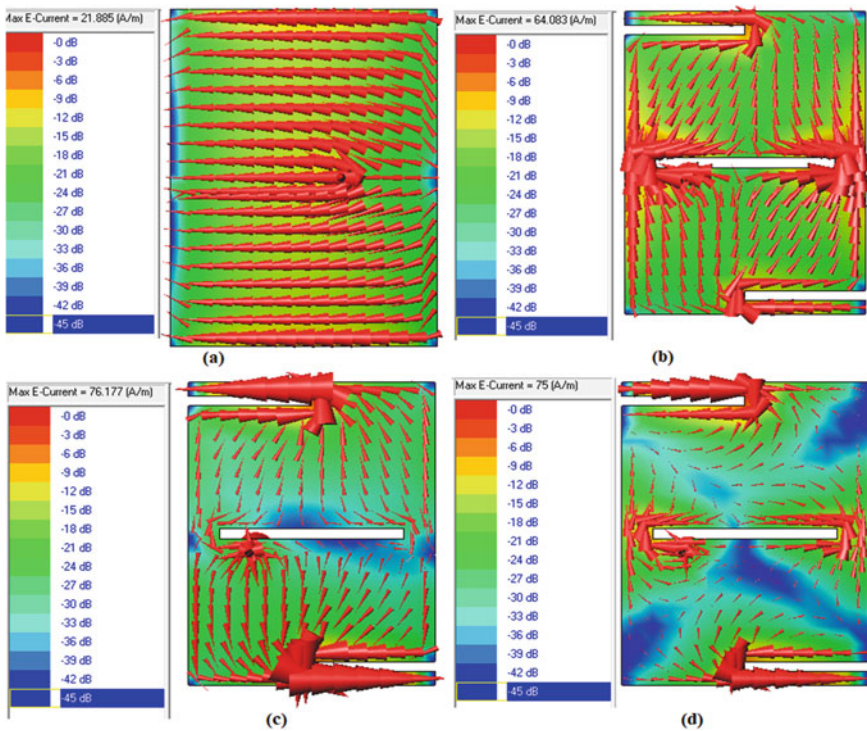 Max E-Current = 21.885 (A/m)
-0 dB
-3 dB
-6 dB
-9 dB
-12 dB
-15 dB
-18 dB
-21 dB
-24 dB
-27 dB
-30 dB
-33 dB
-36 dB
-39 dB
-42 dB
-45 dB
(a)
Max E-Current = 64.083 (A/m)
-0 dB
-3 dB
-6 dB
-9 dB
-12 dB
-15 dB
-18 dB
-21 dB
-24 dB
-27 dB
-30 dB
-33 dB
-36 dB
-39 dB
-42 dB
-45 dB
(b)
Max E-Current = 76.177 (A/m)
-0 dB
-3 dB
-6 dB
-9 dB
-12 dB
-15 dB
-18 dB
-21 dB
-24 dB
-27 dB
-30 dB
-33 dB
-36 dB
-39 dB
-42 dB
-45 dB
(c)
Max E-Current = 75 (A/m)
-0 dB
-3 dB
-6 dB
-9 dB
-12 dB
-15 dB
-18 dB
-21 dB
-24 dB
-27 dB
-30 dB
-33 dB
-36 dB
-39 dB
-42 dB
-45 dB
(d)